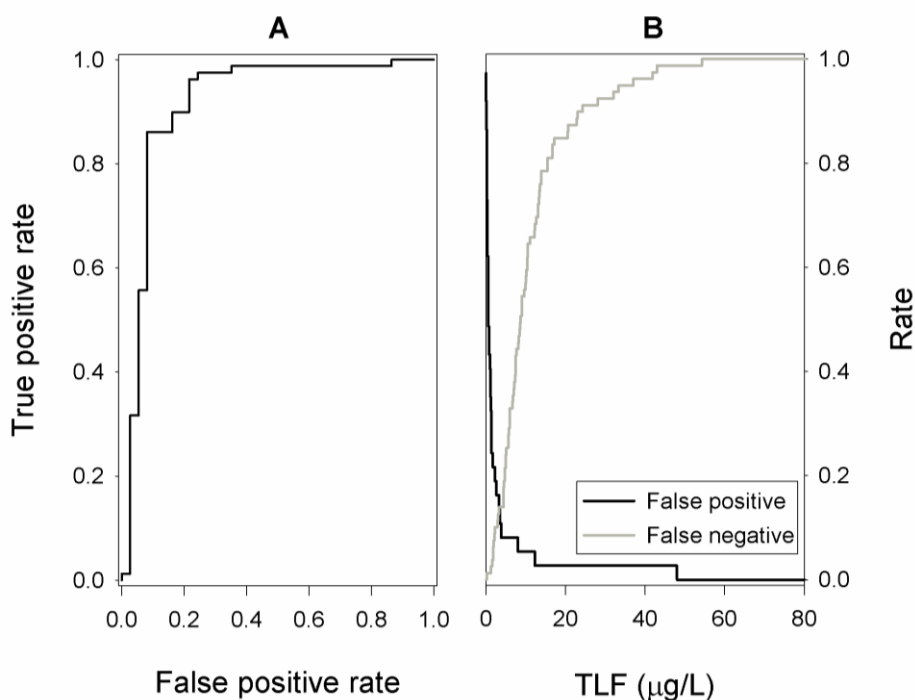 A
B
1.0
0.8
0.6
0.4
0.2
0.0
True positive rate
0.0
0.2
0.4
0.6
0.8
1.0
False positive rate
False positive
False negative
0
20
40
60
80
TLF (μg/L)
1.0
0.8
0.6
0.4
0.2
0.0
Rate